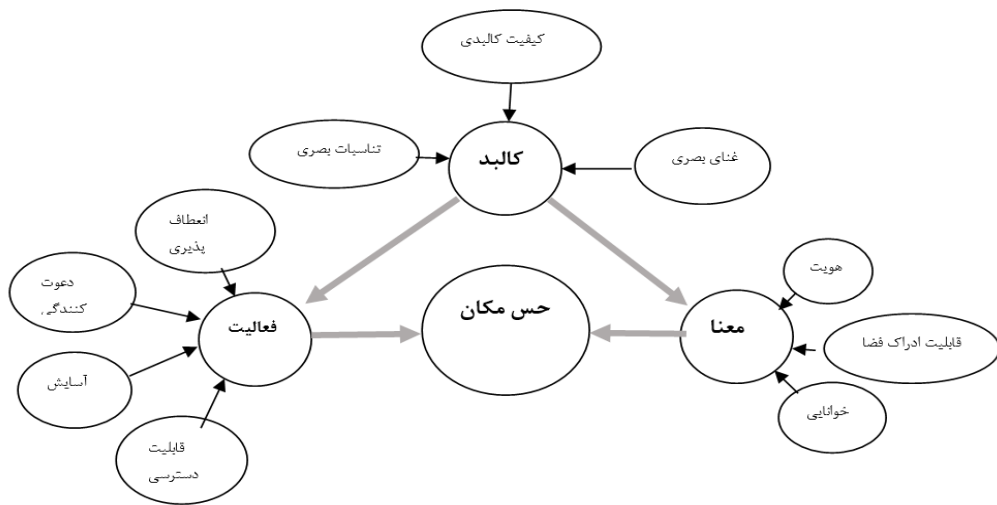 کیفیت کالبدی
کالبد
تناسبات بصری
غنای بصری
انعطاف
پذیری
هویت
دعوت
کنندگی
حس مکان
فعالیت
معنا
قابلیت ادراک فضا
آسایش
خوانایی
قابلیت
دسترسی